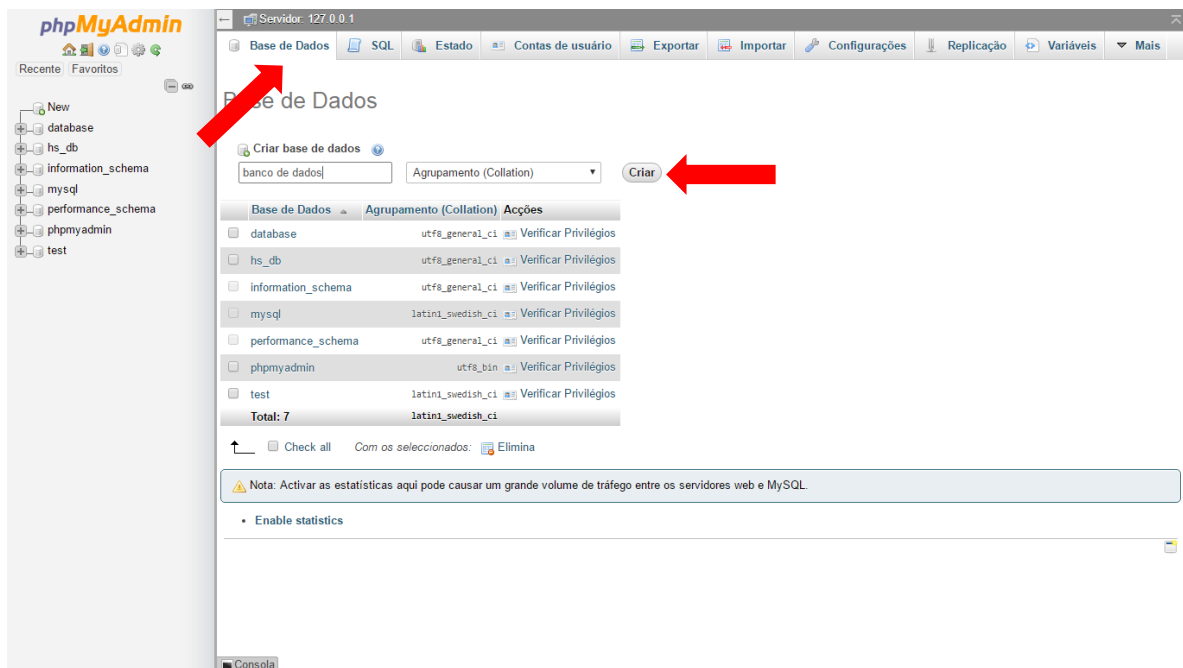 phpMyAdmin
Recente Favoritos
New
database
hs_db
information_schema
mysql
performance_schema
phpmyadmin
test
Servidor: 127.0.0.1
Base de Dados SQL Estado Contas de usuário Exportar Importar Configurações Replicação Variáveis Mais
Base de Dados
Criar base de dados
banco de dados Agrupamento (Collation) Criar
Base de Dados Agrupamento (Collation) Acções
database utf8_general_ci Verificar Privilégios
hs_db utf8_general_ci Verificar Privilégios
information_schema utf8_general_ci Verificar Privilégios
mysql latin1_swedish_ci Verificar Privilégios
performance_schema utf8_general_ci Verificar Privilégios
phpmyadmin utf8_bin Verificar Privilégios
test latin1_swedish_ci Verificar Privilégios
Total: 7 latin1_swedish_ci
Check all Com os seleccionados: Elimina
Nota: Activar as estatísticas aqui pode causar um grande volume de tráfego entre os servidores web e MySQL.
Enable statistics
Consola